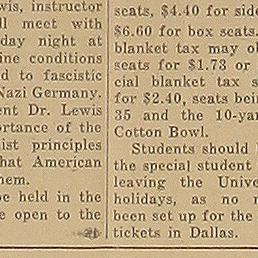 wis, instructor
ll meet with
day night at
ine conditions
d to fascistic
Nazi Germany.
ent Dr. Lewis
ortance of the
ist principles
hat American
hem.
be held in the
e open to the
seats, $4.40 for side
$6.60 for box seats.
blanket tax may ob
seats for $1.73 or
cial blanket tax s
for $2.40, seats bein
35 and the 10-yar
Cotton Bowl.
Students should b
the special student
leaving the Unive
holidays, as no m
been set up for the
tickets in Dallas.